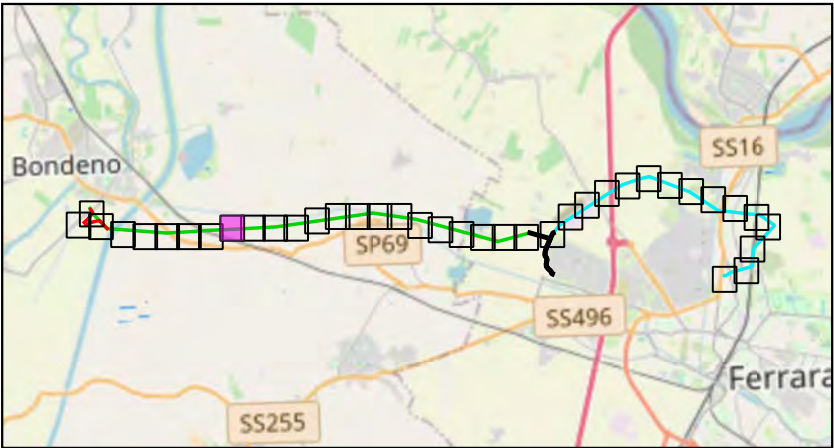 SS16
Bondeno
SP69
SS496
Ferrara
SS255